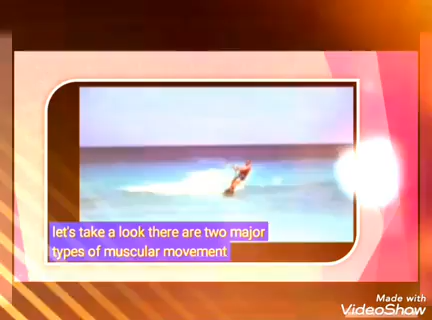 let's take a look there are two major
types of muscular movement
Made with
VideoShow